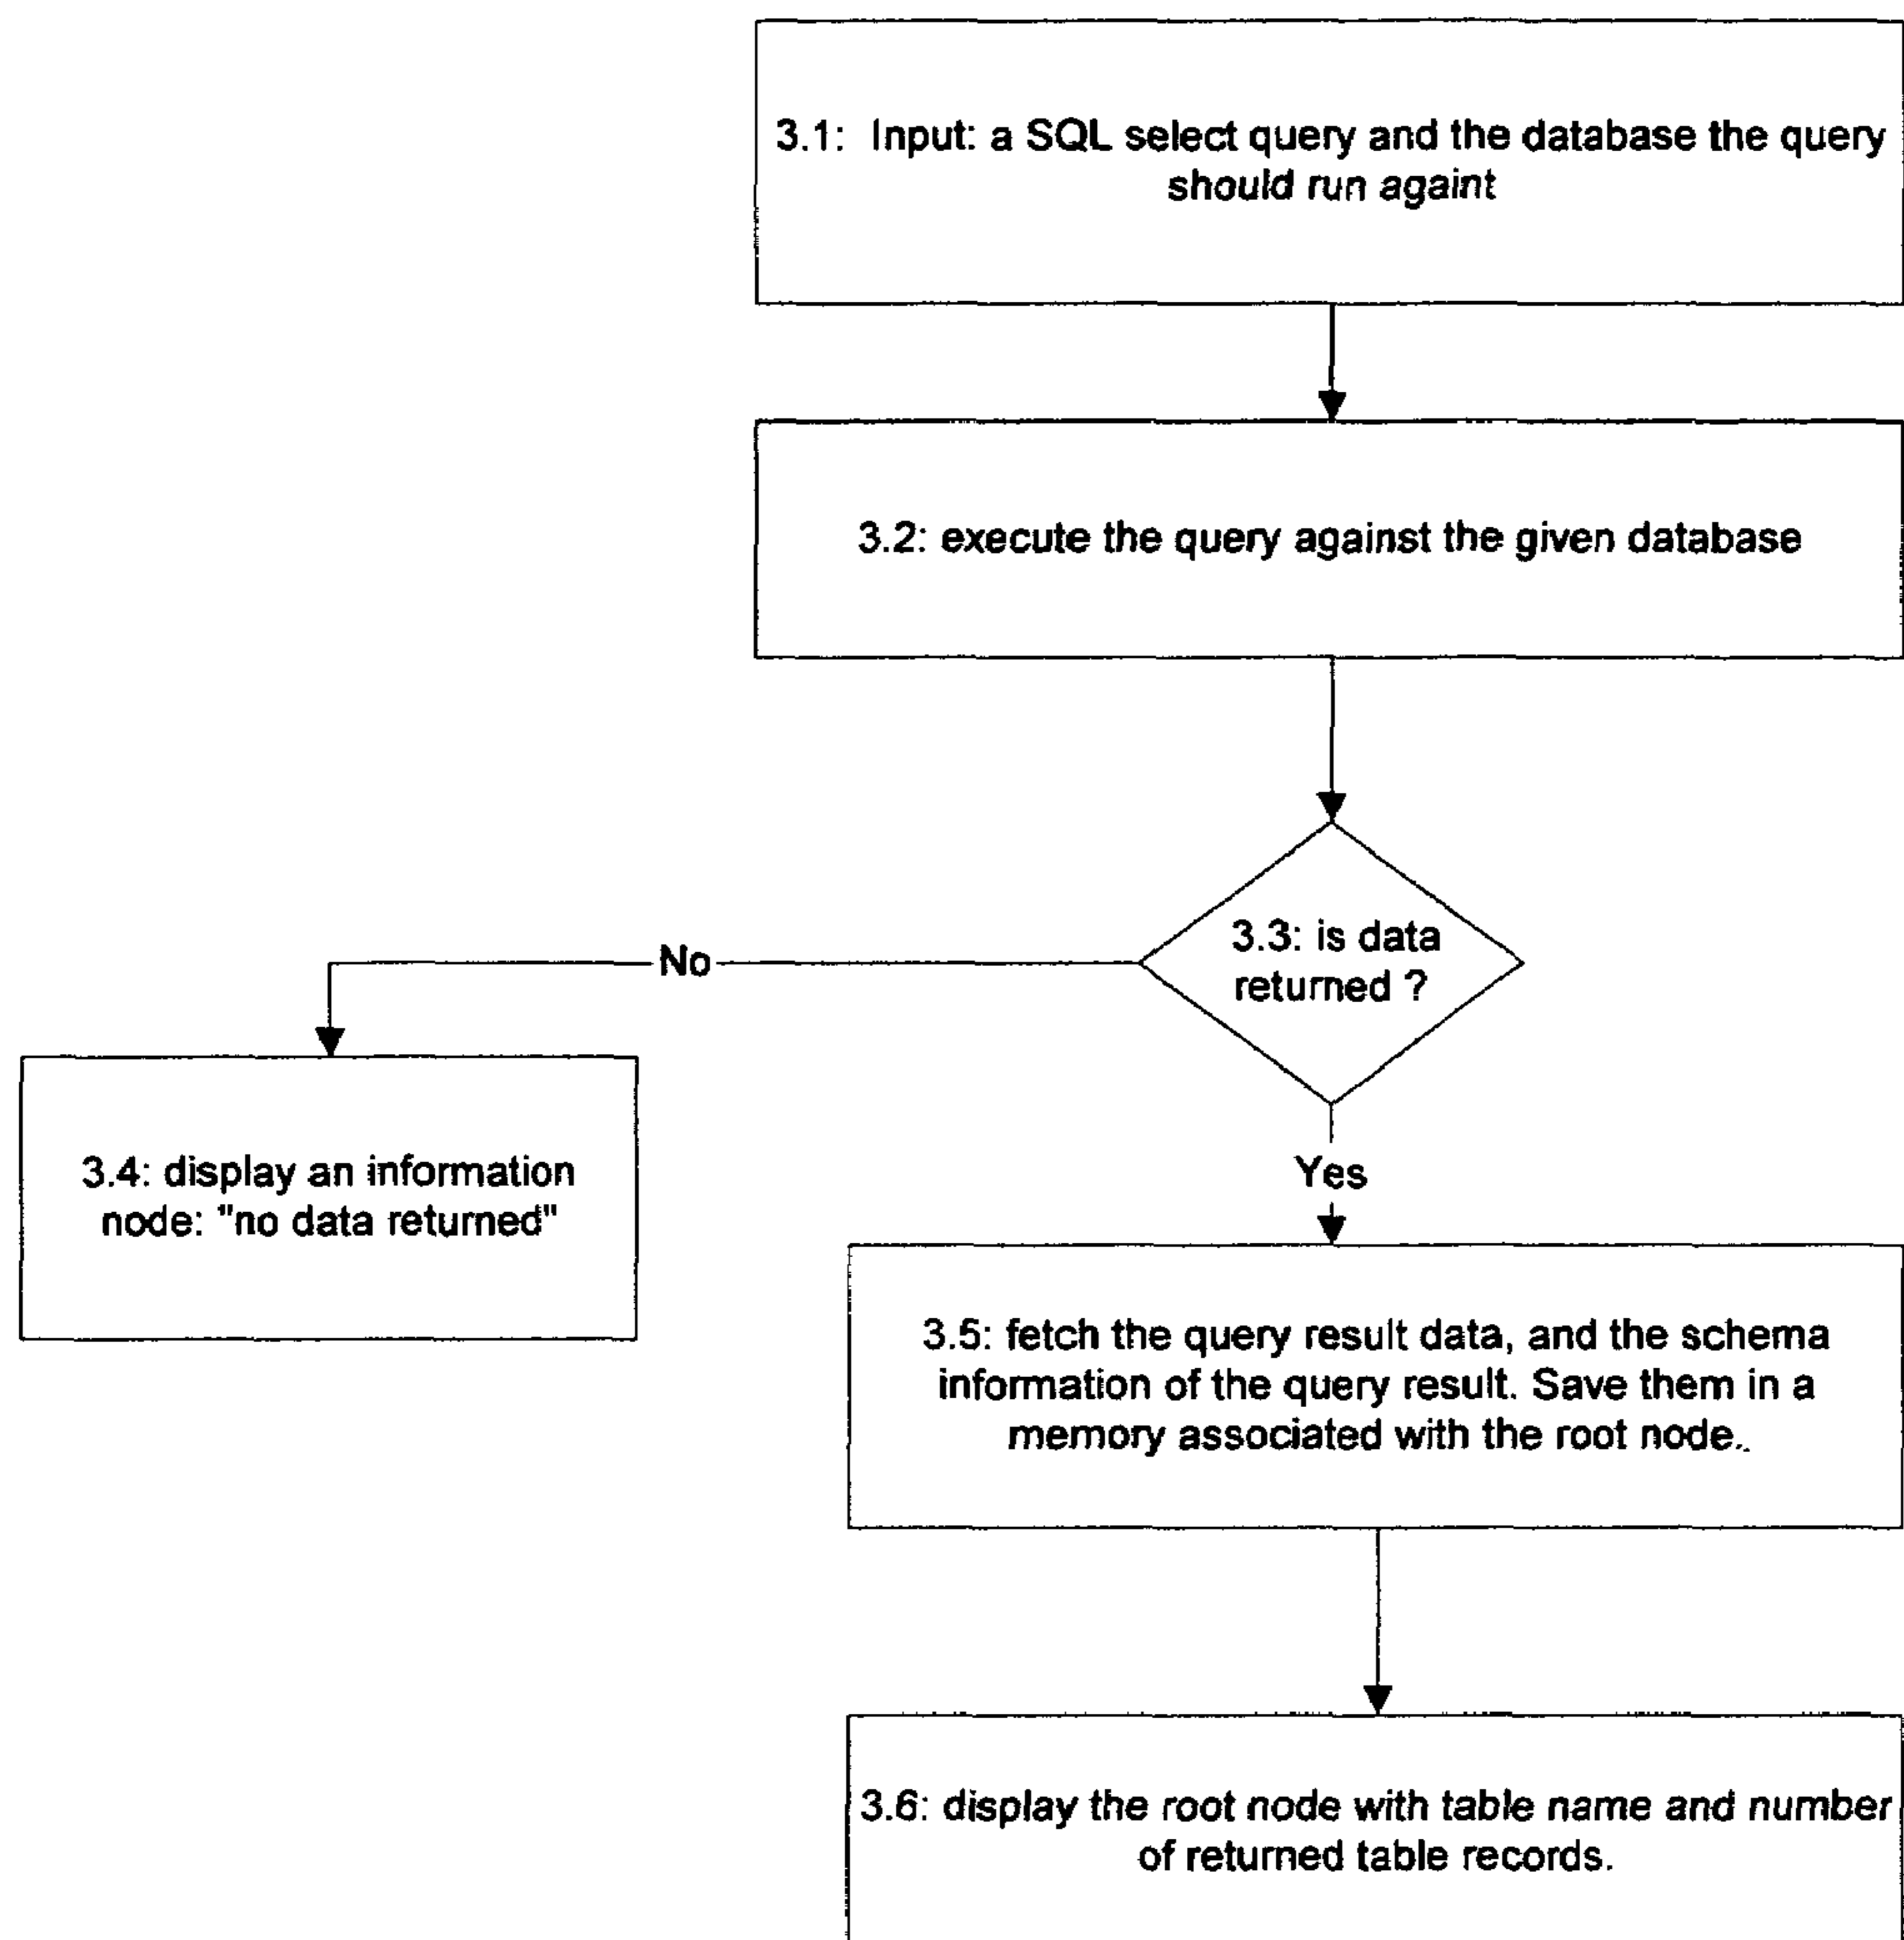 3.1: Input: a SQL select query and the database the query
should run againt
3.2: execute the query against the given database
3.3: is data
returned ?
No
Yes
3.4: display an information
node: "no data returned"
3.5: fetch the query result data, and the schema
information of the query result. Save them in a
memory associated with the root node..
3.6: display the root node with table name and number
of returned table records.